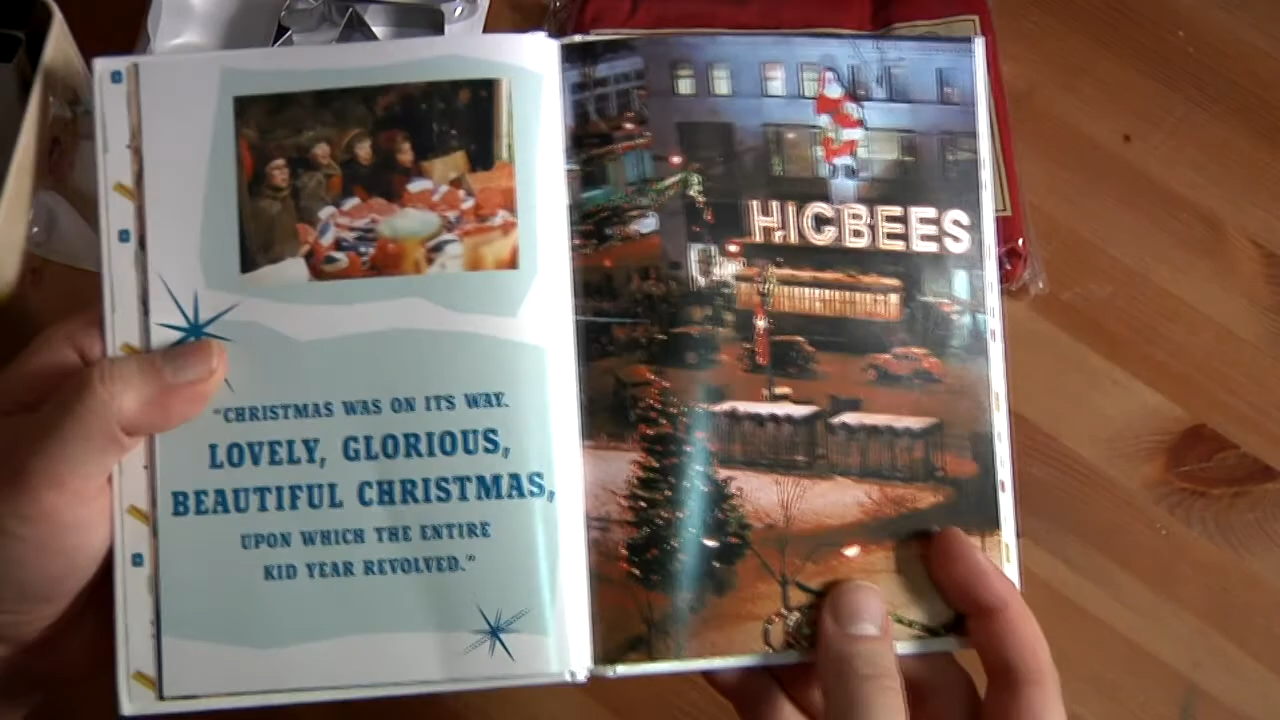 "CHRISTMAS WAS ON ITS WAY.
LOVELY, GLORIOUS,
BEAUTIFUL CHRISTMAS,
UPON WHICH THE ENTIRE
KID YEAR REVOLVED."
HIGBEES